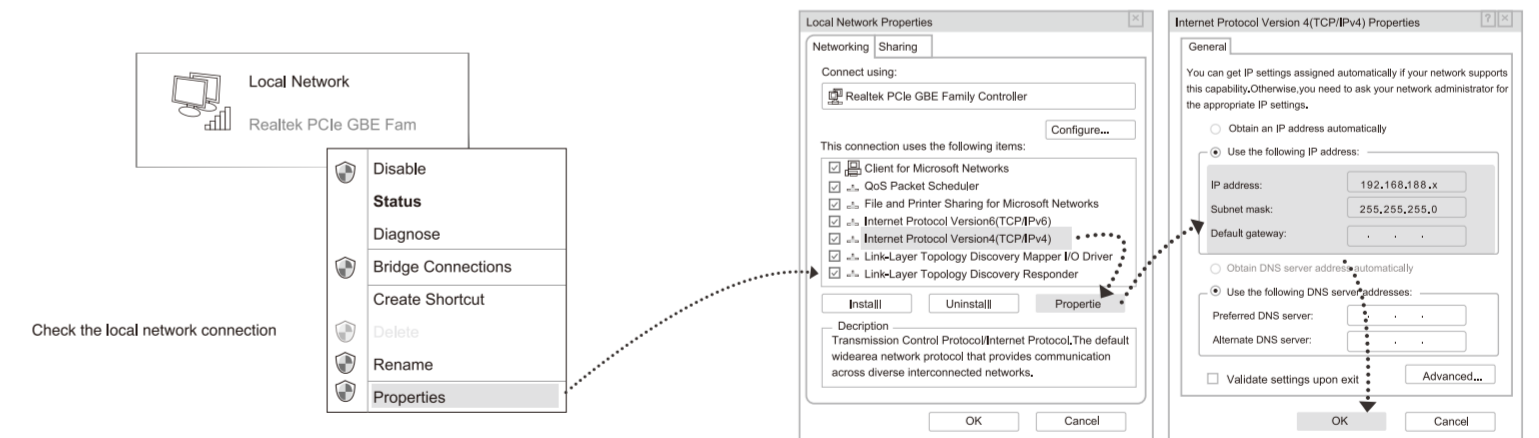 Check the local network connection
Local Network
Realtek PCIe GBE Fam
Disable
Status
Diagnose
Bridge Connections
Create Shortcut
Delete
Rename
Properties
Local Network Properties
Networking
Sharing
Connect using:
Realtek PCIe GBE Family Controller
Configure...
This connection uses the following items:
Client for Microsoft Networks
QoS Packet Scheduler
File and Printer Sharing for Microsoft Networks
Internet Protocol Version6(TCP/IPv6)
Internet Protocol Version4(TCP/IPv4)
Link-Layer Topology Discovery Mapper I/O Driver
Link-Layer Topology Discovery Responder
Install
Uninstall
Propertie
Decription
Transmission Control Protocol/Internet Protocol.The default
widearea network protocol that provides communication
across diverse interconnected networks.
OK
Cancel
Internet Protocol Version 4(TCP/IPv4) Properties
General
You can get IP settings assigned automatically if your network supports
this capability.Otherwise,you need to ask your network administrator for
the appropriate IP settings.
Obtain an IP address automatically
Use the following IP address:
IP address:
192.168.188.x
Subnet mask:
255.255.255.0
Default gateway:
Obtain DNS server address automatically
Use the following DNS server addresses:
Preferred DNS server:
Alternate DNS server:
Validate settings upon exit
Advanced...
OK
Cancel